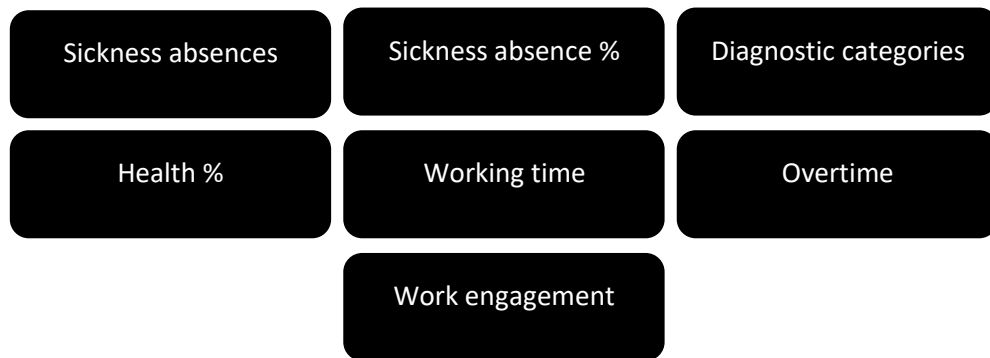 Sickness absences
Sickness absence %
Diagnostic categories
Health %
Working time
Overtime
Work engagement